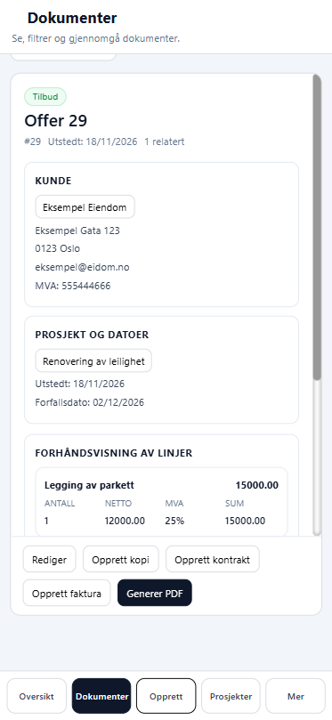 Dokumenter
Se, filtrer og gjennomgå dokumenter.
Tilbud
Offer 29
#29 Utstedt: 18/11/2026 1 relatert
KUNDE
Eksempel Eiendom
Eksempel Gata 123
0123 Oslo
eksempel@eidom.no
MVA: 555444666
PROSJEKT OG DATOER
Renovering av leilighet
Utstedt: 18/11/2026
Forfallsdato: 02/12/2026
FORHÅNDSVISNING AV LINJER
Legging av parkett 15000.00
ANTALL NETTO MVA SUM
1 12000.00 25% 15000.00
Rediger Opprett kopi Opprett kontrakt
Opprett faktura Generer PDF
Oversikt Dokumenter Opprett Prosjekter Mer